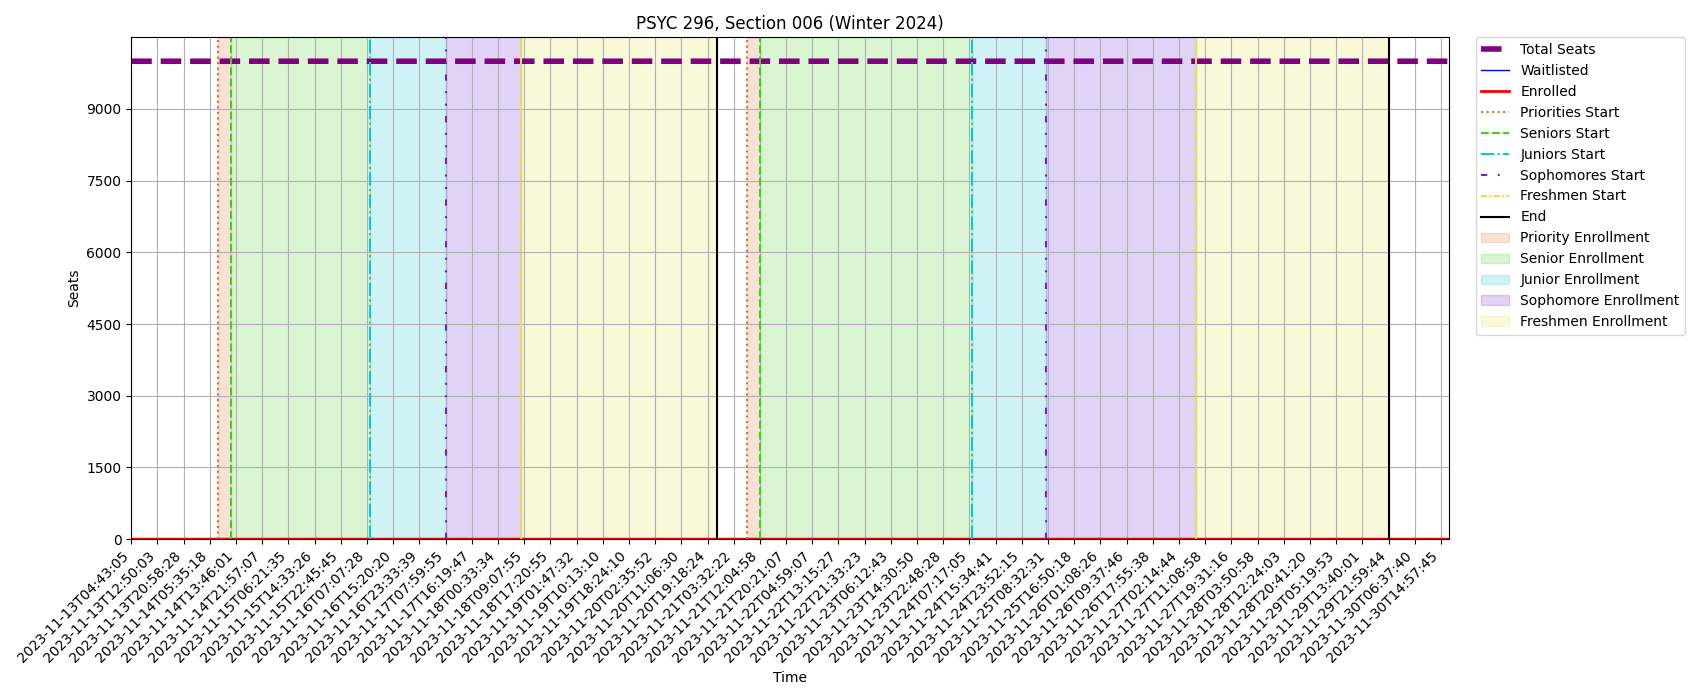 PSYC 296, Section 006 (Winter 2024)
Total Seats
Waitlisted
Enrolled
Priorities Start
Seniors Start
Juniors Start
Sophomores Start
Freshmen Start
End
Priority Enrollment
Senior Enrollment
Junior Enrollment
Sophomore Enrollment
Freshmen Enrollment
Seats
9000
7500
6000
4500
3000
1500
0
2023-11-13T04:43:05
2023-11-13T12:50:03
2023-11-13T20:58:28
2023-11-14T05:35:18
2023-11-14T13:46:01
2023-11-14T21:57:07
2023-11-15T06:21:35
2023-11-15T14:33:26
2023-11-15T22:45:45
2023-11-16T07:07:28
2023-11-16T15:20:20
2023-11-16T23:33:39
2023-11-17T07:59:55
2023-11-17T16:19:47
2023-11-18T00:33:34
2023-11-18T09:07:55
2023-11-18T17:20:55
2023-11-19T01:47:32
2023-11-19T10:13:10
2023-11-19T18:24:10
2023-11-20T02:35:52
2023-11-20T11:06:30
2023-11-20T19:18:24
2023-11-21T03:32:22
2023-11-21T12:04:58
2023-11-21T20:21:07
2023-11-22T04:59:07
2023-11-22T13:15:27
2023-11-22T21:33:23
2023-11-23T06:12:43
2023-11-23T14:30:50
2023-11-23T22:48:28
2023-11-24T07:17:05
2023-11-24T15:34:41
2023-11-24T23:52:15
2023-11-25T08:32:31
2023-11-25T16:50:18
2023-11-26T01:08:26
2023-11-26T09:37:46
2023-11-26T17:55:38
2023-11-27T02:14:44
2023-11-27T11:08:58
2023-11-27T19:31:16
2023-11-28T03:50:58
2023-11-28T12:24:03
2023-11-28T20:41:20
2023-11-29T05:19:53
2023-11-29T13:40:01
2023-11-29T21:59:44
2023-11-30T06:37:40
2023-11-30T14:57:45
Time